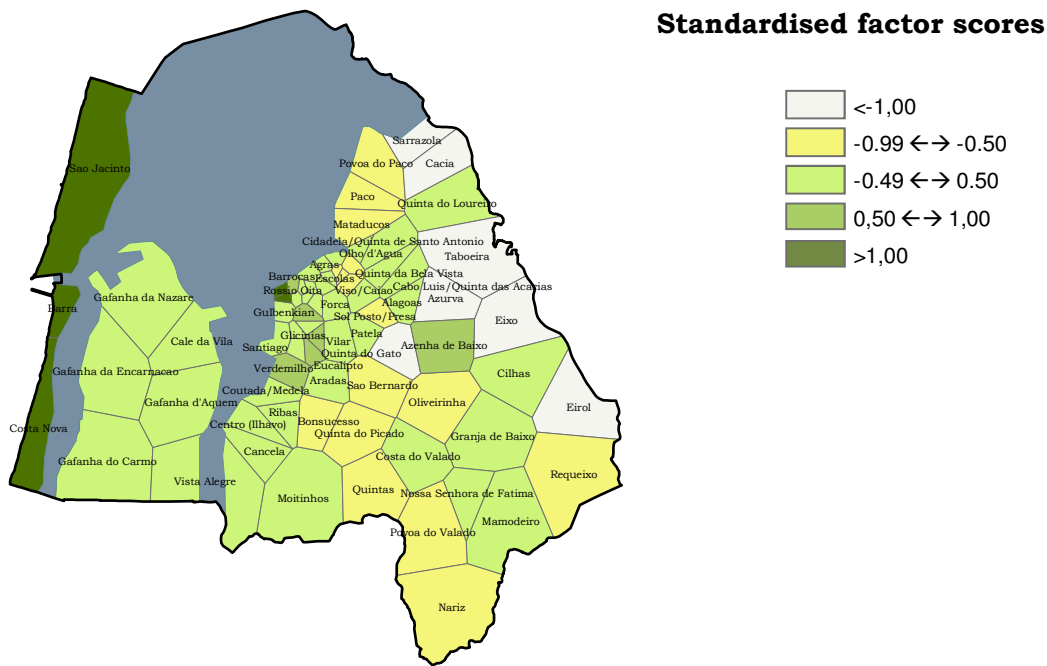 Standardised factor scores
<-1,00
-0.99 ←→ -0.50
-0.49 ←→ 0.50
0,50 ←→ 1,00
>1,00
Sarrazola
Cacia
Povoa do Paço
Sao Jacinto
Paco
Quinta do Loureiro
Mataducos
Cidadela/Quinta de Santo Antonio
Olho d'Agua
Taboeira
Agras
Barrocas
Escolas
Quinta da Bela Vista
Rossio
Oita
Viso/Caiao
Cabo Luis/Quinta das Acacias
Gafanha da Nazare
Forca
Alagoas
Azurva
Barra
Gulbenkian
Sol Posto/Presa
Eixo
Glicinias
Vilar
Patela
Cale da Vila
Santiago
Quinta do Gato
Azenha de Baixo
Verdemilho
Eucalipto
Gafanha da Encarnacao
Aradas
Sao Bernardo
Cilhas
Coutada/Medela
Gafanha d'Aquem
Oliveirinha
Eirol
Ribas
Centro (Ilhavo)
Bonsucesso
Costa Nova
Quinta do Picado
Granja de Baixo
Cancela
Costa do Valado
Gafanha do Carmo
Requeixo
Vista Alegre
Quintas
Nossa Senhora de Fatima
Moitinhos
Mamodeiro
Povoa do Valado
Nariz